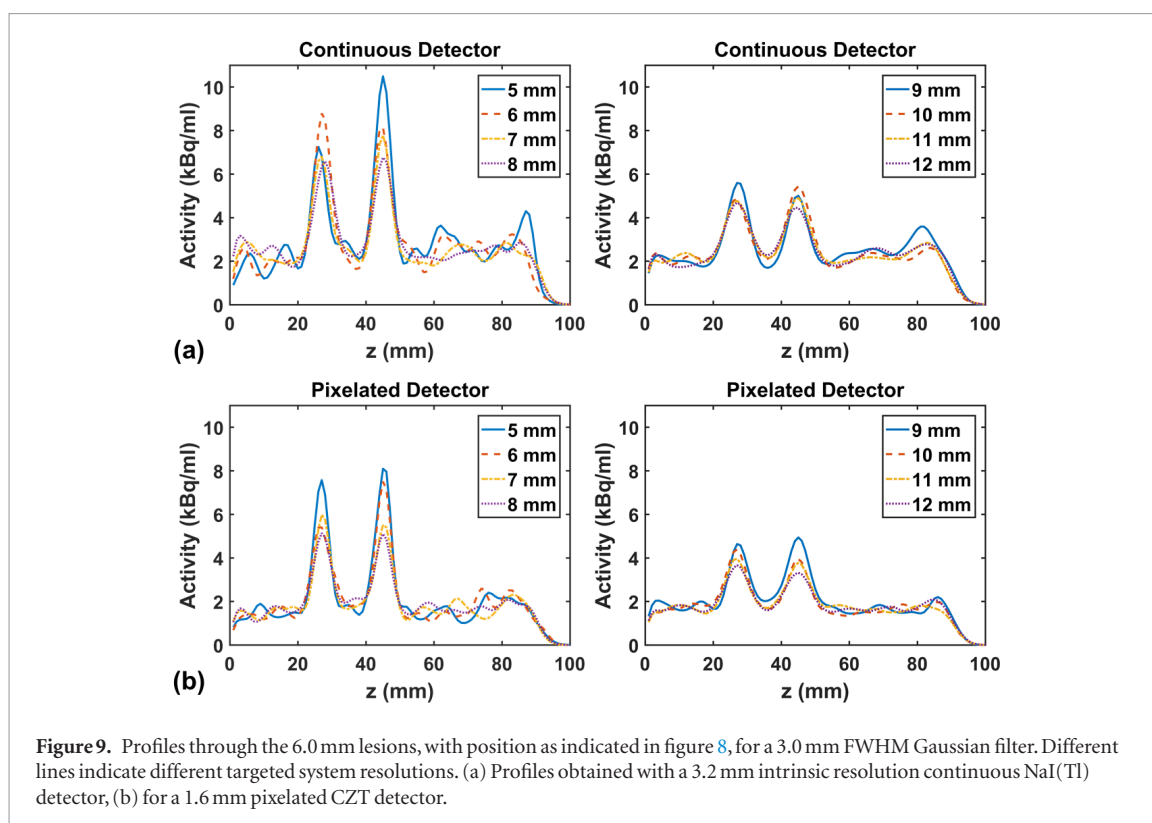 Continuous Detector
Activity (kBq/ml)
10
8
6
4
2
0
0 20 40 60 80 100
z (mm)
5 mm
6 mm
7 mm
8 mm
Continuous Detector
Activity (kBq/ml)
10
8
6
4
2
0
0 20 40 60 80 100
z (mm)
9 mm
10 mm
11 mm
12 mm
(a)
Pixelated Detector
Activity (kBq/ml)
10
8
6
4
2
0
0 20 40 60 80 100
z (mm)
5 mm
6 mm
7 mm
8 mm
Pixelated Detector
Activity (kBq/ml)
10
8
6
4
2
0
0 20 40 60 80 100
z (mm)
9 mm
10 mm
11 mm
12 mm
(b)
Figure 9. Profiles through the 6.0 mm lesions, with position as indicated in figure 8, for a 3.0 mm FWHM Gaussian filter. Different
lines indicate different targeted system resolutions. (a) Profiles obtained with a 3.2 mm intrinsic resolution continuous NaI(Tl)
detector, (b) for a 1.6 mm pixelated CZT detector.